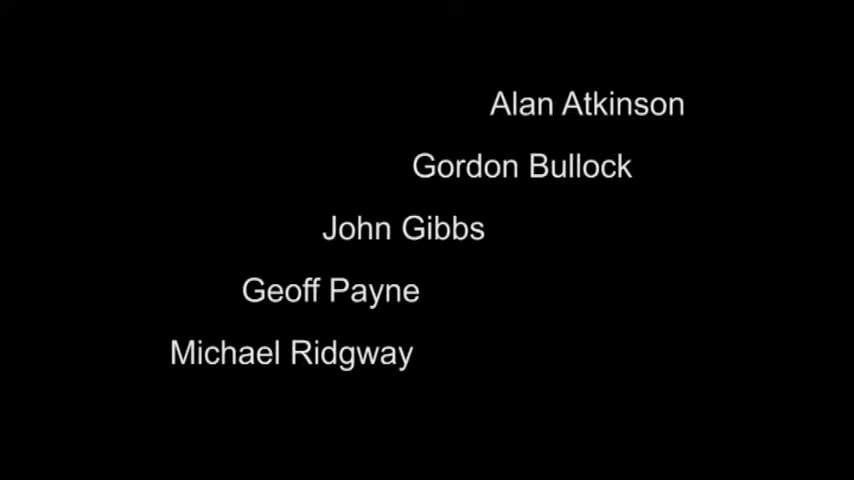 Alan Atkinson
Gordon Bullock
John Gibbs
Geoff Payne
Michael Ridgway